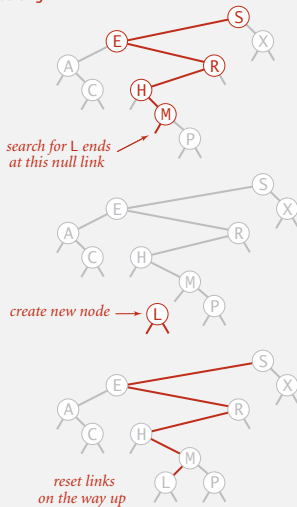 S
E X
A R
C H
M
search for L ends
at this null link
P
S
E X
A R
C H
M
P
create new node
L
S
E X
A R
C H
M
reset links
on the way up
L P